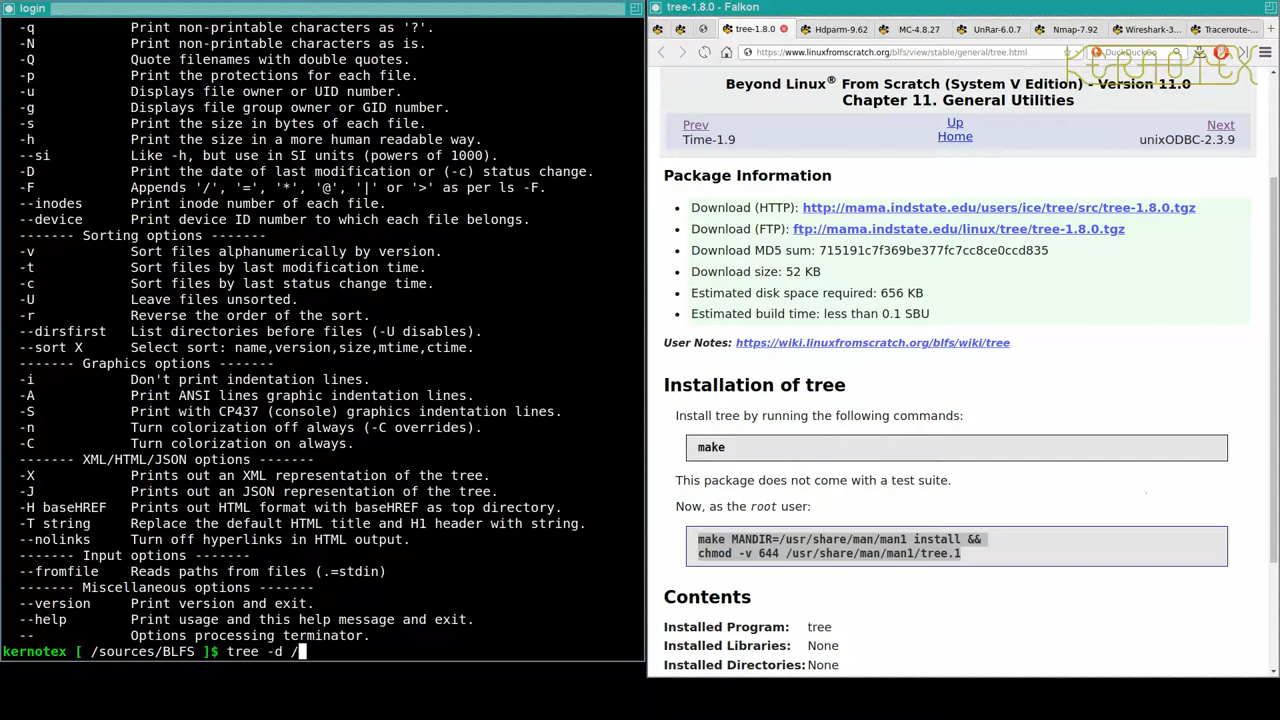 login
-q Print non-printable characters as '?'.
-N Print non-printable characters as is.
-Q Quote filenames with double quotes.
-p Print the protections for each file.
-u Displays file owner or UID number.
-g Displays file group owner or GID number.
-s Print the size in bytes of each file.
-h Print the size in a more human readable way.
--si Like -h, but use in SI units (powers of 1000).
-D Print the date of last modification or (-c) status change.
-F Appends '/', '=', '*', '@', '|' or '>' as per ls -F.
--inodes Print inode number of each file.
--device Print device ID number to which each file belongs.
------- Sorting options -------
-v Sort files alphanumerically by version.
-t Sort files by last modification time.
-c Sort files by last status change time.
-U Leave files unsorted.
-r Reverse the order of the sort.
--dirsfirst List directories before files (-U disables).
--sort X Select sort: name,version,size,mtime,ctime.
------- Graphics options -------
-i Don't print indentation lines.
-A Print ANSI lines graphic indentation lines.
-S Print with CP437 (console) graphics indentation lines.
-n Turn colorization off always (-C overrides).
-C Turn colorization on always.
------- XML/HTML/JSON options -------
-X Prints out an XML representation of the tree.
-J Prints out an JSON representation of the tree.
-H baseHREF Prints out HTML format with baseHREF as top directory.
-T string Replace the default HTML title and H1 header with string.
--nolinks Turn off hyperlinks in HTML output.
------- Input options -------
--fromfile Reads paths from files (.=stdin)
------- Miscellaneous options -------
--version Print version and exit.
--help Print usage and this help message and exit.
-- Options processing terminator.
kernotex [ /sources/BLFS ]$ tree -d /
tree-1.8.0 - Falkon
tree-1.8.0 Hdparm-9.62 MC-4.8.27 UnRar-6.0.7 Nmap-7.92 Wireshark-3... Traceroute-...
https://www.linuxfromscratch.org/blfs/view/stable/general/tree.html DuckDuckGo
KERNOTEX
Beyond Linux® From Scratch (System V Edition) - Version 11.0
Chapter 11. General Utilities
Prev Up Next
Time-1.9 Home unixODBC-2.3.9
Package Information
• Download (HTTP): http://mama.indstate.edu/users/ice/tree/src/tree-1.8.0.tgz
• Download (FTP): ftp://mama.indstate.edu/linux/tree/tree-1.8.0.tgz
• Download MD5 sum: 715191c7f369be377fc7cc8ce0ccd835
• Download size: 52 KB
• Estimated disk space required: 656 KB
• Estimated build time: less than 0.1 SBU
User Notes: https://wiki.linuxfromscratch.org/blfs/wiki/tree
Installation of tree
Install tree by running the following commands:
make
This package does not come with a test suite.
Now, as the root user:
make MANDIR=/usr/share/man/man1 install &&
chmod -v 644 /usr/share/man/man1/tree.1
Contents
Installed Program: tree
Installed Libraries: None
Installed Directories: None